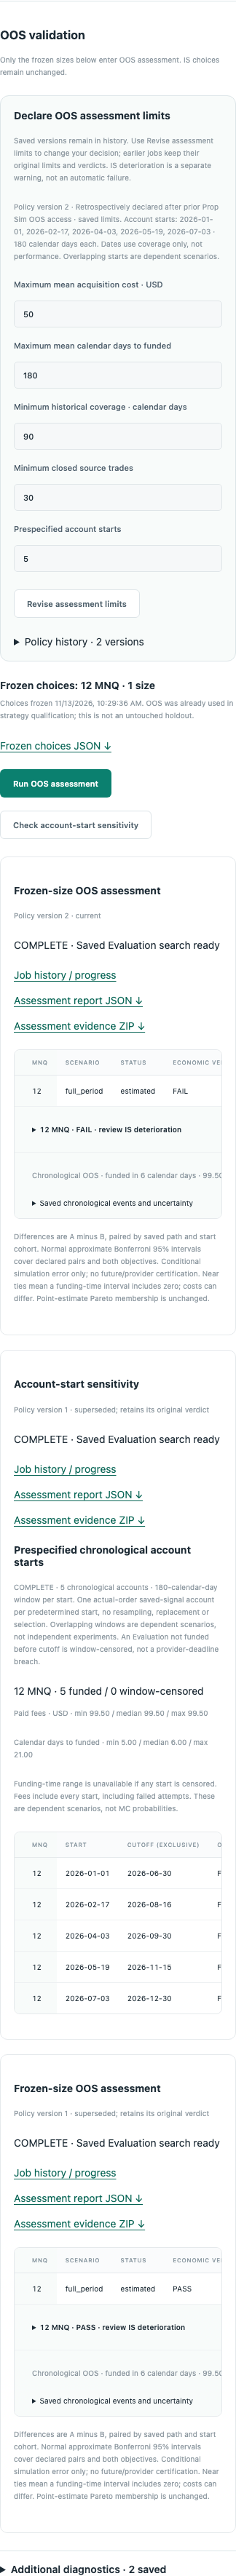 OOS validation
Only the frozen sizes below enter OOS assessment. IS choices
remain unchanged.
Declare OOS assessment limits
Saved versions remain in history. Use Revise assessment
limits to change your decision; earlier jobs keep their
original limits and verdicts. IS deterioration is a separate
warning, not an automatic failure.
Policy version 2 · Retrospectively declared after prior Prop
Sim OOS access · saved limits. Account starts: 2026-01-
01, 2026-02-17, 2026-04-03, 2026-05-19, 2026-07-03 ·
180 calendar days each. Dates use coverage only, not
performance. Overlapping starts are dependent scenarios.
Maximum mean acquisition cost · USD
50
Maximum mean calendar days to funded
180
Minimum historical coverage · calendar days
90
Minimum closed source trades
30
Prespecified account starts
5
Revise assessment limits
▶ Policy history · 2 versions
Frozen choices: 12 MNQ · 1 size
Choices frozen 11/13/2026, 10:29:36 AM. OOS was already used in
strategy qualification; this is not an untouched holdout.
Frozen choices JSON ↓
Run OOS assessment
Check account-start sensitivity
Frozen-size OOS assessment
Policy version 2 · current
COMPLETE · Saved Evaluation search ready
Job history / progress
Assessment report JSON ↓
Assessment evidence ZIP ↓
MNQ SCENARIO STATUS ECONOMIC VE
12 full_period estimated FAIL
▶ 12 MNQ · FAIL · review IS deterioration
Chronological OOS · funded in 6 calendar days · 99.50
▶ Saved chronological events and uncertainty
Differences are A minus B, paired by saved path and start
cohort. Normal approximate Bonferroni 95% intervals
cover declared pairs and both objectives. Conditional
simulation error only; no future/provider certification. Near
ties mean a funding-time interval includes zero; costs can
differ. Point-estimate Pareto membership is unchanged.
Account-start sensitivity
Policy version 1 · superseded; retains its original verdict
COMPLETE · Saved Evaluation search ready
Job history / progress
Assessment report JSON ↓
Assessment evidence ZIP ↓
Prespecified chronological account
starts
COMPLETE · 5 chronological accounts · 180-calendar-day
window per start. One actual-order saved-signal account
per predetermined start, no resampling, replacement or
selection. Overlapping windows are dependent scenarios,
not independent experiments. An Evaluation not funded
before cutoff is window-censored, not a provider-deadline
breach.
12 MNQ · 5 funded / 0 window-censored
Paid fees · USD · min 99.50 / median 99.50 / max 99.50
Calendar days to funded · min 5.00 / median 6.00 / max
21.00
Funding-time range is unavailable if any start is censored.
Fees include every start, including failed attempts. These
are dependent scenarios, not MC probabilities.
MNQ START CUTOFF (EXCLUSIVE) O
12 2026-01-01 2026-06-30 F
12 2026-02-17 2026-08-16 F
12 2026-04-03 2026-09-30 F
12 2026-05-19 2026-11-15 F
12 2026-07-03 2026-12-30 F
Frozen-size OOS assessment
Policy version 1 · superseded; retains its original verdict
COMPLETE · Saved Evaluation search ready
Job history / progress
Assessment report JSON ↓
Assessment evidence ZIP ↓
MNQ SCENARIO STATUS ECONOMIC VE
12 full_period estimated PASS
▶ 12 MNQ · PASS · review IS deterioration
Chronological OOS · funded in 6 calendar days · 99.50
▶ Saved chronological events and uncertainty
Differences are A minus B, paired by saved path and start
cohort. Normal approximate Bonferroni 95% intervals
cover declared pairs and both objectives. Conditional
simulation error only; no future/provider certification. Near
ties mean a funding-time interval includes zero; costs can
differ. Point-estimate Pareto membership is unchanged.
▶ Additional diagnostics · 2 saved